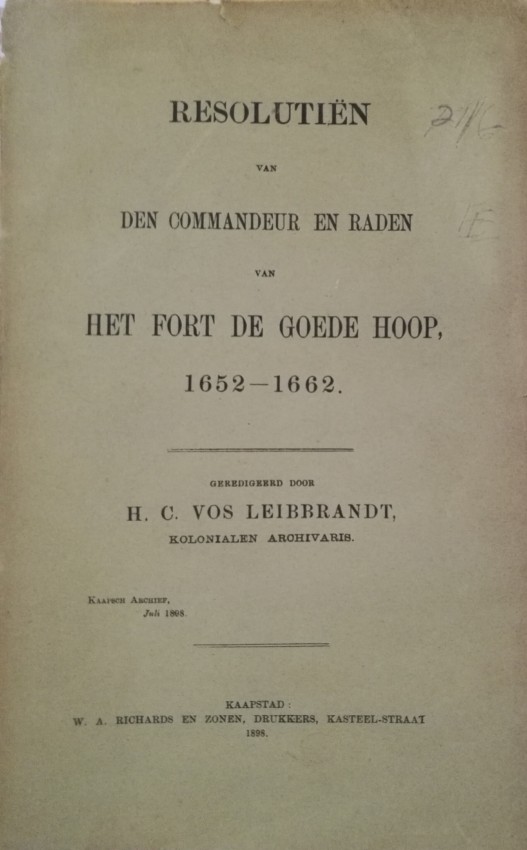 RESOLUTIËN
VAN
DEN COMMANDEUR EN RADEN
VAN
HET FORT DE GOEDE HOOP,
1652—1662.
GEREDIGEERD DOOR
H. C. VOS LEIBBRANDT,
KOLONIALEN ARCHIVARIS.
KAAPSCH ARCHIEF,
Juli 1898.
KAAPSTAD:
W. A. RICHARDS EN ZONEN, DRUKKERS, KASTEEL-STRAAT
1898.